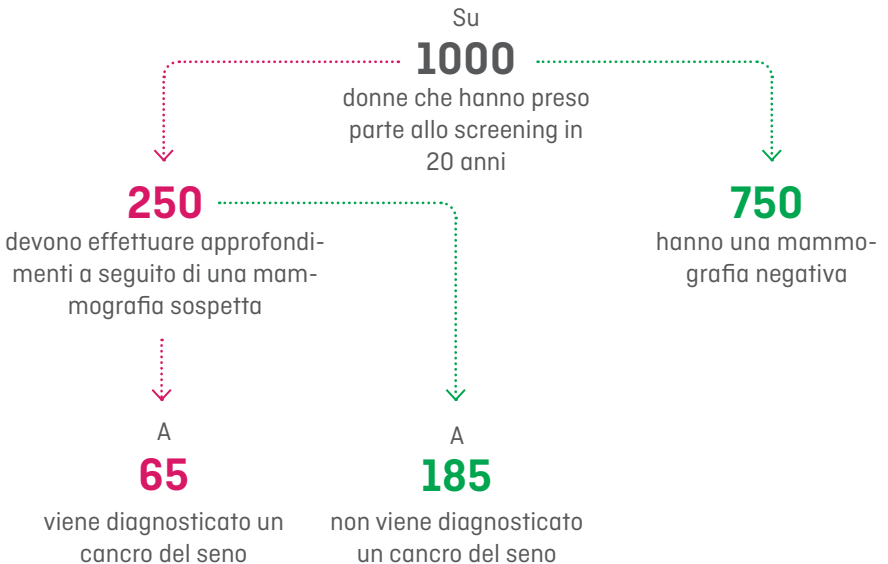 Su
1000
donne che hanno preso
parte allo screening in
20 anni
250
devono effettuare approfondi-
menti a seguito di una mam-
mografia sospetta
750
hanno una mammo-
grafia negativa
A
65
viene diagnosticato un
cancro del seno
A
185
non viene diagnosticato
un cancro del seno